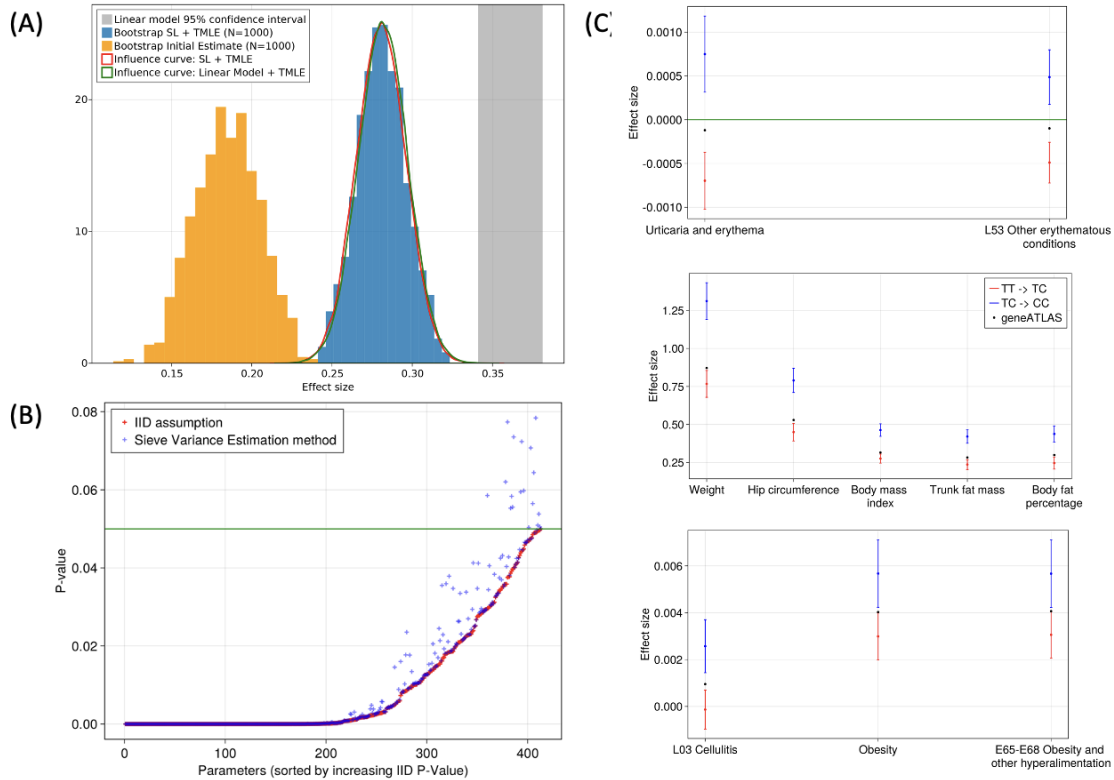 (A)
Linear model 95% confidence interval
Bootstrap SL + TMLE (N=1000)
Bootstrap Initial Estimate (N=1000)
Influence curve: SL + TMLE
Influence curve: Linear Model + TMLE
20
10
0
0.15
0.20
0.25
0.30
0.35
Effect size
(B)
IID assumption
Sieve Variance Estimation method
0.08
0.06
0.04
0.02
0.00
P-value
0
100
200
300
400
Parameters (sorted by increasing IID P-Value)
(C)
0.0010
0.0005
0.0000
-0.0005
-0.0010
Effect size
Urticaria and erythema
L53 Other erythematous
conditions
TT -> TC
TC -> CC
geneATLAS
1.25
1.00
0.75
0.50
0.25
Effect size
Weight
Hip circumference
Body mass
index
Trunk fat mass
Body fat
percentage
0.006
0.004
0.002
0.000
Effect size
L03 Cellulitis
Obesity
E65-E68 Obesity and
other hyperalimentation